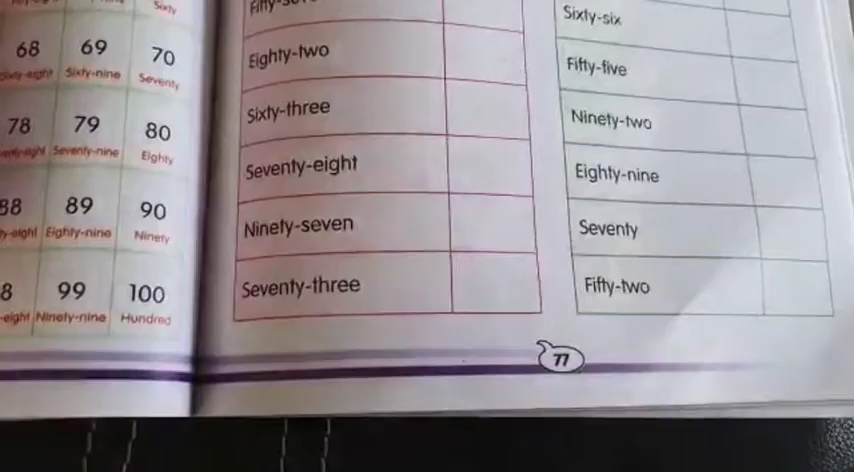 Sixty
68 69 70
Sixty-eight Sixty-nine Seventy
78 79 80
Seventy-nine Eighty
88 89 90
Eighty-nine Ninety
99 100
Ninety-nine Hundred
Eighty-two
Sixty-three
Seventy-eight
Ninety-seven
Seventy-three
Sixty-six
Fifty-five
Ninety-two
Eighty-nine
Seventy
Fifty-two
77